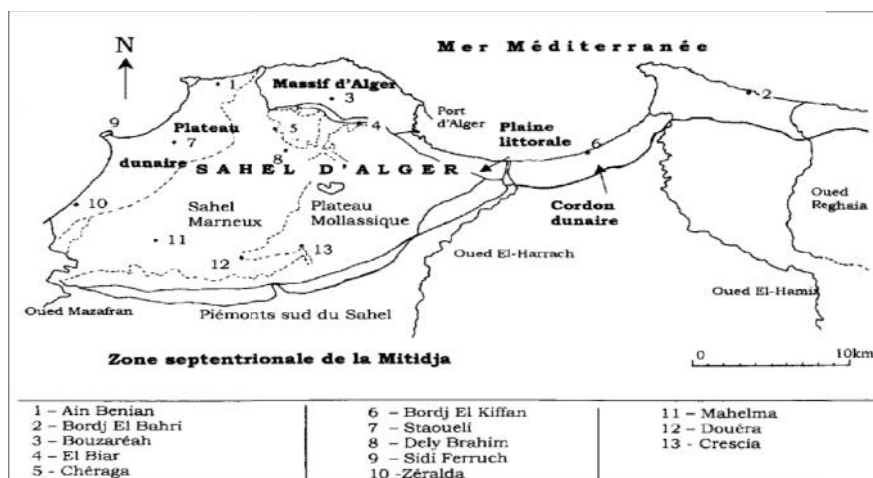 Mer Méditerranée
N
1
Massif d'Alger
3
2
Port
d'Alger
9
Plateau
7
dunaire
5
4
8
Plaine
littorale
6
SAHEL D'ALGER
10
Sahel
Marneux
Plateau
Mollassique
Cordon
dunaire
Oued
Reghaia
11
12
13
Oued El-Harrach
Oued El-Hamiz
Oued Mazafran
Piémonts sud du Sahel
Zone septentrionale de la Mitidja
0 10km
1 – Ain Benian
2 – Bordj El Bahri
3 – Bouzaréah
4 – El Biar
5 – Chéraga
6 – Bordj El Kiffan
7 – Staouéli
8 – Dely Brahim
9 – Sidi Ferruch
10 -Zéralda
11 – Mahelma
12 – Douéra
13 - Crescia